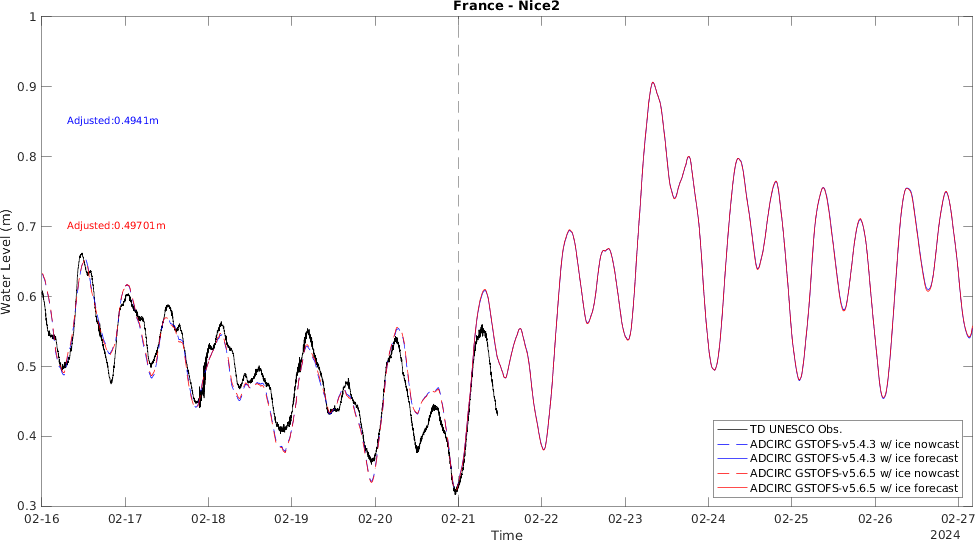 France - Nice2
Water Level (m)
1
0.9
0.8
0.7
0.6
0.5
0.4
0.3
Adjusted:0.4941m
Adjusted:0.49701m
TD UNESCO Obs.
ADCIRC GSTOFS-v5.4.3 w/ ice nowcast
ADCIRC GSTOFS-v5.4.3 w/ ice forecast
ADCIRC GSTOFS-v5.6.5 w/ ice nowcast
ADCIRC GSTOFS-v5.6.5 w/ ice forecast
02-16 02-17 02-18 02-19 02-20 02-21 02-22 02-23 02-24 02-25 02-26 02-27
Time
2024